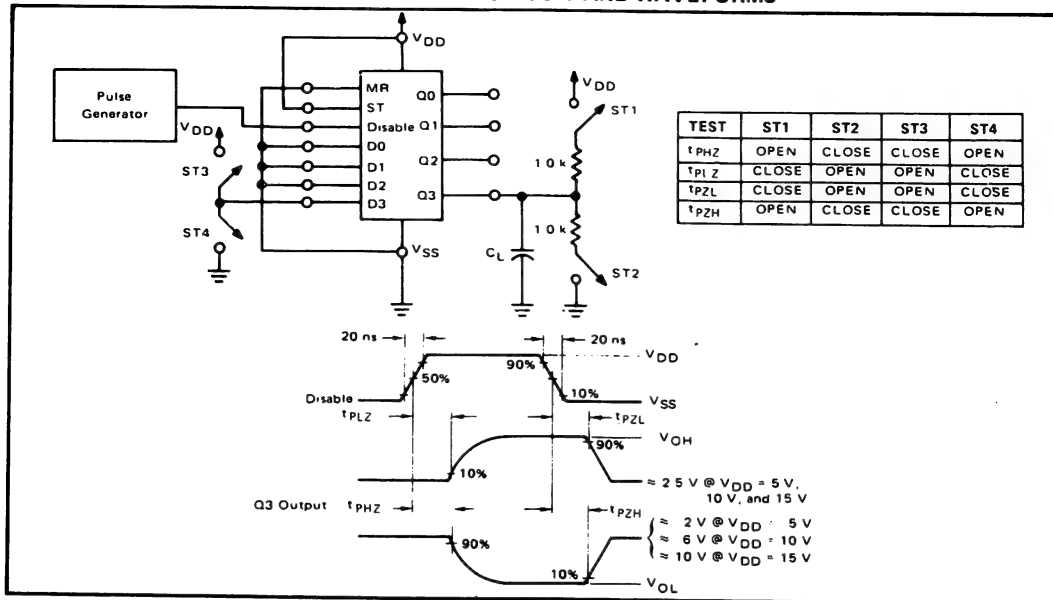 Pulse
Generator
VDD
ST3
ST4
VDD
MR
ST
Disable
D0
D1
D2
D3
Q0
Q1
Q2
Q3
VSS
CL
VDD
ST1
10 k
10 k
ST2
TEST ST1 ST2 ST3 ST4
tPHZ OPEN CLOSE CLOSE OPEN
tPLZ CLOSE OPEN OPEN CLOSE
tPZL CLOSE OPEN OPEN CLOSE
tPZH OPEN CLOSE CLOSE OPEN
20 ns
20 ns
VDD
90%
50%
10%
Disable
VSS
tPLZ
tPZL
VOH
90%
10%
≈ 2 5 V @ VDD = 5 V,
10 V, and 15 V
Q3 Output
tPHZ
tPZH
≈ 2 V @ VDD 5 V
≈ 6 V @ VDD = 10 V
≈ 10 V @ VDD = 15 V
90%
10%
VOL